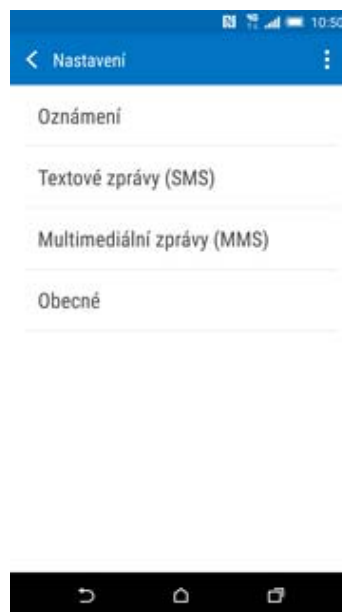 10:50
Nastavení
Oznámení
Textové zprávy (SMS)
Multimediální zprávy (MMS)
Obecné